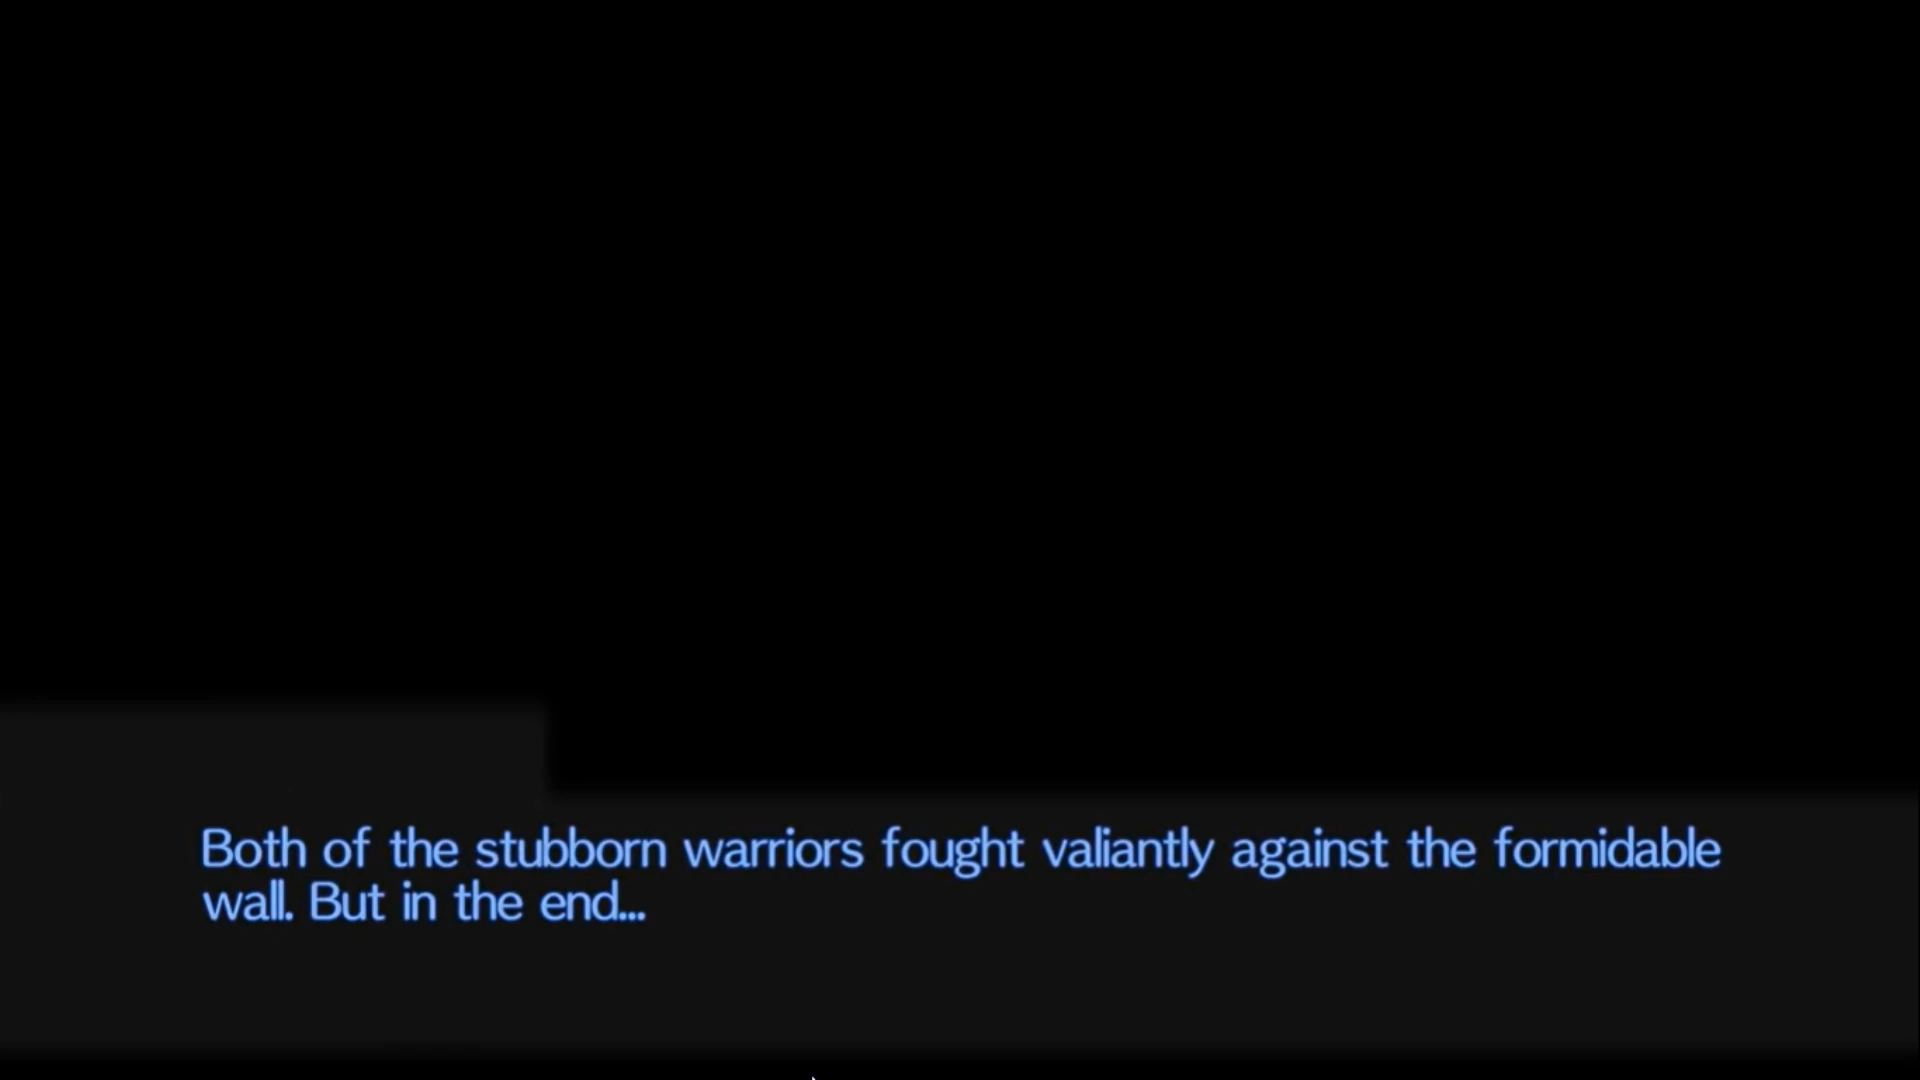 Both of the stubborn warriors fought valiantly against the formidable
wall. But in the end...